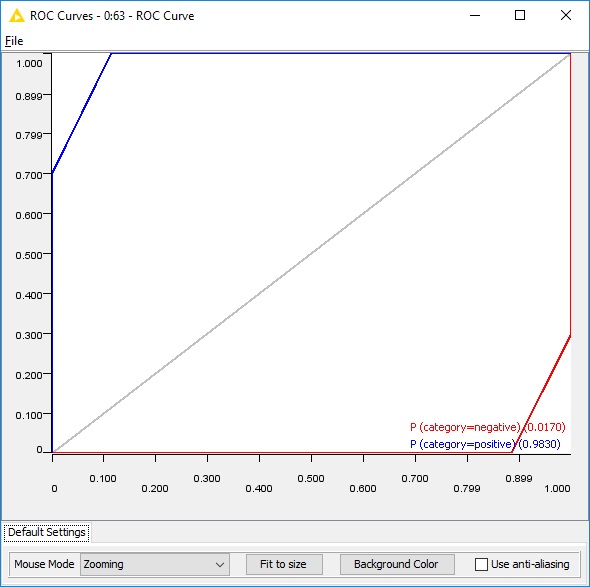 ROC Curves - 0:63 - ROC Curve
File
1.000
0.899
0.799
0.700
0.600
0.500
0.400
0.300
0.200
0.100
0
P (category=negative) (0.0170)
P (category=positive) (0.9830)
0 0.100 0.200 0.300 0.400 0.500 0.600 0.700 0.799 0.899 1.000
Default Settings
Mouse Mode Zooming Fit to size Background Color Use anti-aliasing